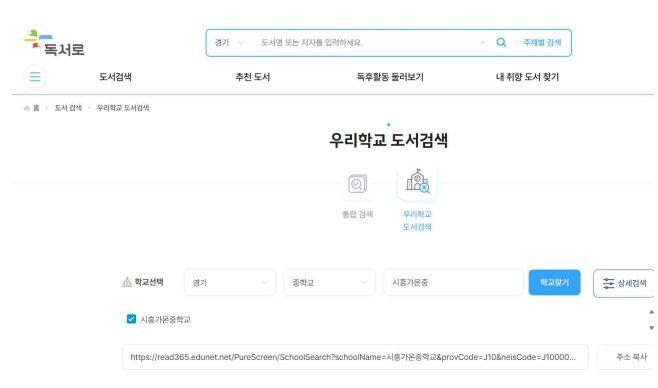 독서로
경기 도서명 또는 저자를 입력하세요. 주제별 검색
도서검색 추천 도서 독후활동 둘러보기 내 취향 도서 찾기
홈 도서 검색 우리학교 도서검색
우리학교 도서검색
통합 검색 우리학교
도서검색
학교선택 경기 중학교 시흥가온중 학교찾기 상세검색
시흥가온중학교
https://read365.edunet.net/PureScreen/SchoolSearch?schoolName=시흥가온중학교&provCode=J10&neisCode=J10000... 주소 복사